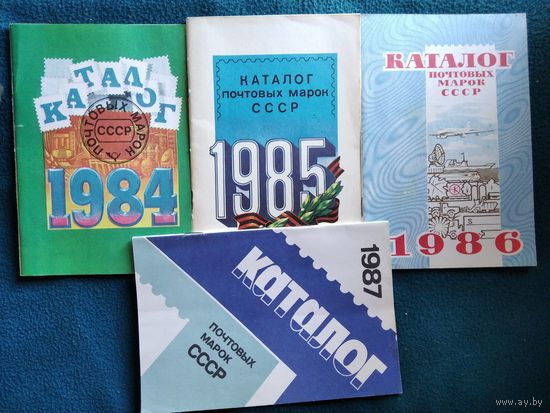 КАТАЛОГ
ПОЧТОВЫХ МАРОК
СССР
1984
КАТАЛОГ
ПОЧТОВЫХ МАРОК
СССР
1985
КАТАЛОГ
ПОЧТОВЫХ
МАРОК
СССР
1986
1987
КАТАЛОГ
ПОЧТОВЫХ
МАРОК
СССР
www.ay.by